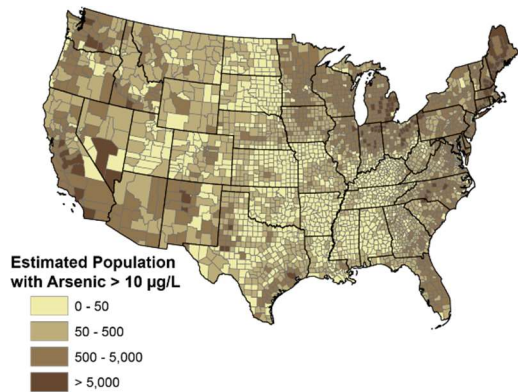 Estimated Population
with Arsenic > 10 µg/L
0 - 50
50 - 500
500 - 5,000
> 5,000